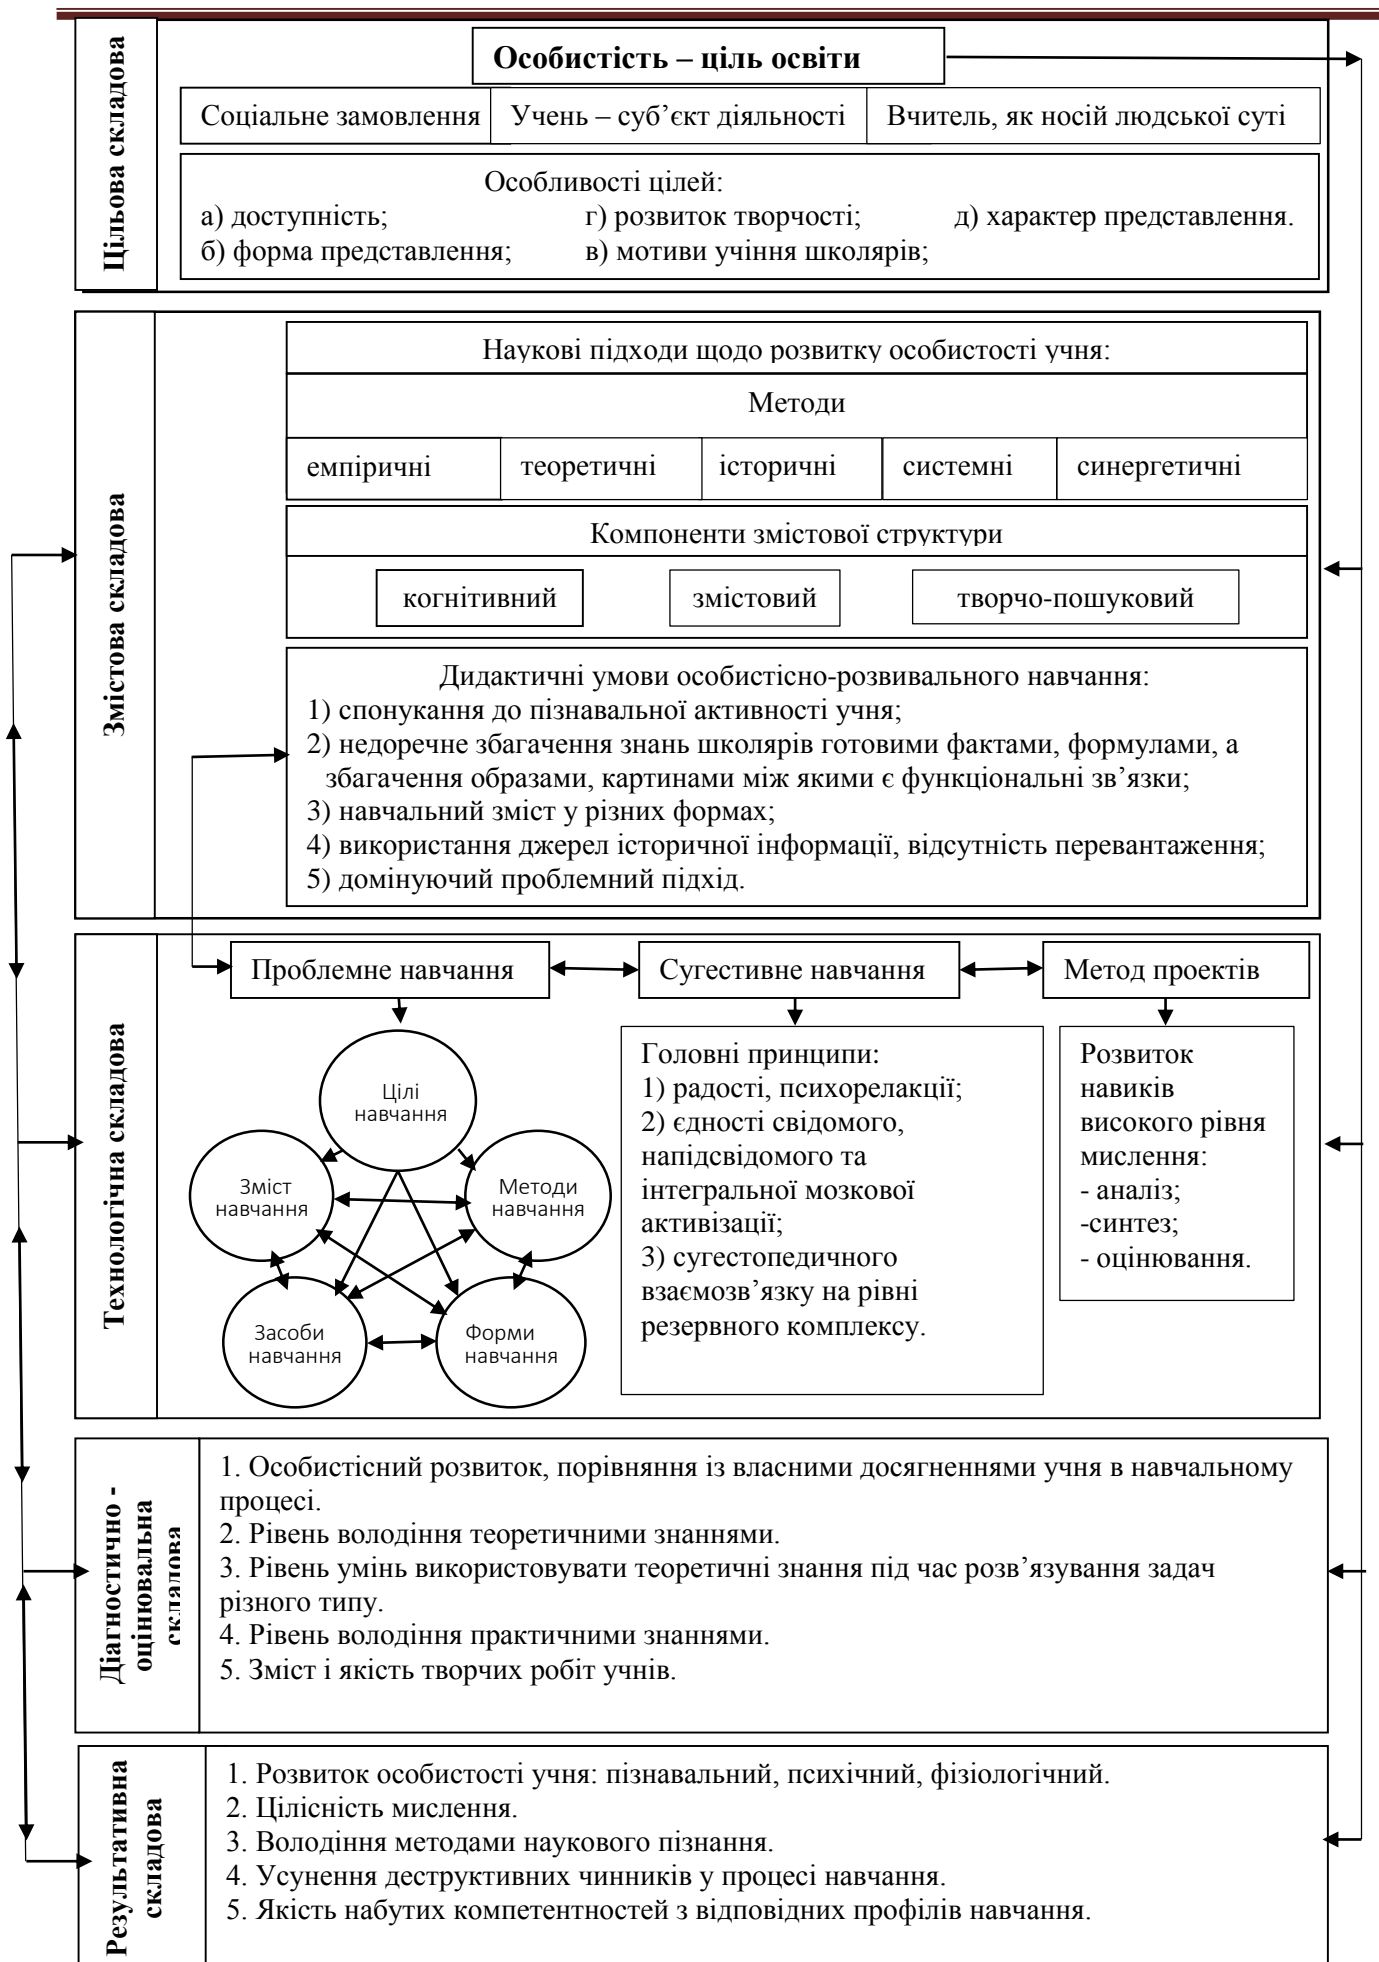 Цільова складова
Особистість – ціль освіти
Соціальне замовлення
Учень – суб’єкт діяльності
Вчитель, як носій людської суті
Особливості цілей:
а) доступність; г) розвиток творчості; д) характер представлення.
б) форма представлення; в) мотиви учіння школярів;
Змістова складова
Наукові підходи щодо розвитку особистості учня:
Методи
емпіричні
теоретичні
історичні
системні
синергетичні
Компоненти змістової структури
когнітивний
змістовий
творчо-пошуковий
Дидактичні умови особистісно-розвивального навчання:
1) спонукання до пізнавальної активності учня;
2) недоречне збагачення знань школярів готовими фактами, формулами, а
збагачення образами, картинами між якими є функціональні зв’язки;
3) навчальний зміст у різних формах;
4) використання джерел історичної інформації, відсутність перевантаження;
5) домінуючий проблемний підхід.
Технологічна складова
Проблемне навчання
Сугестивне навчання
Метод проектів
Цілі
навчання
Зміст
навчання
Методи
навчання
Засоби
навчання
Форми
навчання
Головні принципи:
1) радості, психорелакції;
2) єдності свідомого,
напідсвідомого та
інтегральної мозкової
активізації;
3) сугестопедичного
взаємозв’язку на рівні
резервного комплексу.
Розвиток
навиків
високого рівня
мислення:
- аналіз;
-синтез;
- оцінювання.
Діагностично -
оцінювальна
складова
1. Особистісний розвиток, порівняння із власними досягненнями учня в навчальному
процесі.
2. Рівень володіння теоретичними знаннями.
3. Рівень умінь використовувати теоретичні знання під час розв’язування задач
різного типу.
4. Рівень володіння практичними знаннями.
5. Зміст і якість творчих робіт учнів.
Результативна
складова
1. Розвиток особистості учня: пізнавальний, психічний, фізіологічний.
2. Цілісність мислення.
3. Володіння методами наукового пізнання.
4. Усунення деструктивних чинників у процесі навчання.
5. Якість набутих компетентностей з відповідних профілів навчання.